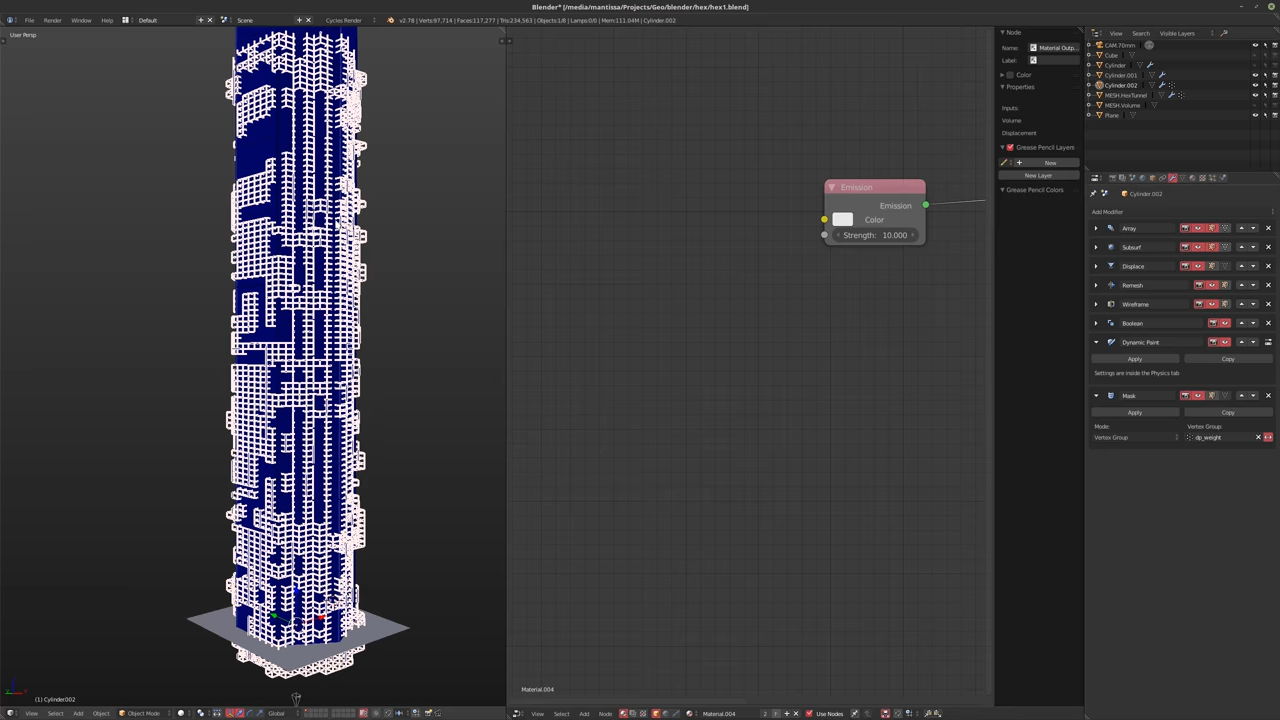 Blender* [/media/mantissa/Projects/Geo/blender/hex/hex1.blend]
File Render Window Help Default Scene Cycles Render v2.78 | Verts:97,714 | Faces:117,277 | Tris:234,563 | Objects:1/8 | Lamps:0/0 | Mem:111.04M | Cylinder.002
User Persp
Node
Name: Material Outp...
Label:
Color
Properties
Inputs:
Volume
Displacement
Grease Pencil Layers
New
New Layer
Grease Pencil Colors
Emission
Emission
Color
Strength: 10.000
View Search Visible Layers
CAM.70mm
Cube
Cylinder
Cylinder.001
Cylinder.002
MESH.HexTunnel
MESH.Volume
Plane
Cylinder.002
Add Modifier
Array
Subsurf
Displace
Remesh
Wireframe
Boolean
Dynamic Paint
Apply Copy
Settings are inside the Physics tab
Mask
Apply Copy
Mode: Vertex Group:
Vertex Group dp_weight
(1) Cylinder.002
Material.004
View Select Add Object Object Mode Global
View Select Add Node Material.004 2 F Use Nodes